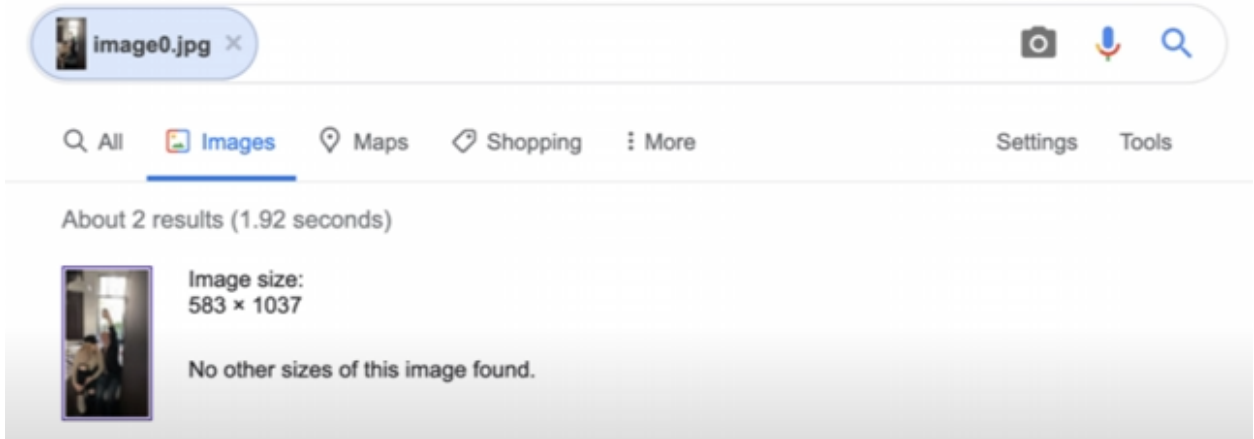 image0.jpg
All Images Maps Shopping More Settings Tools
About 2 results (1.92 seconds)
Image size:
583 × 1037
No other sizes of this image found.